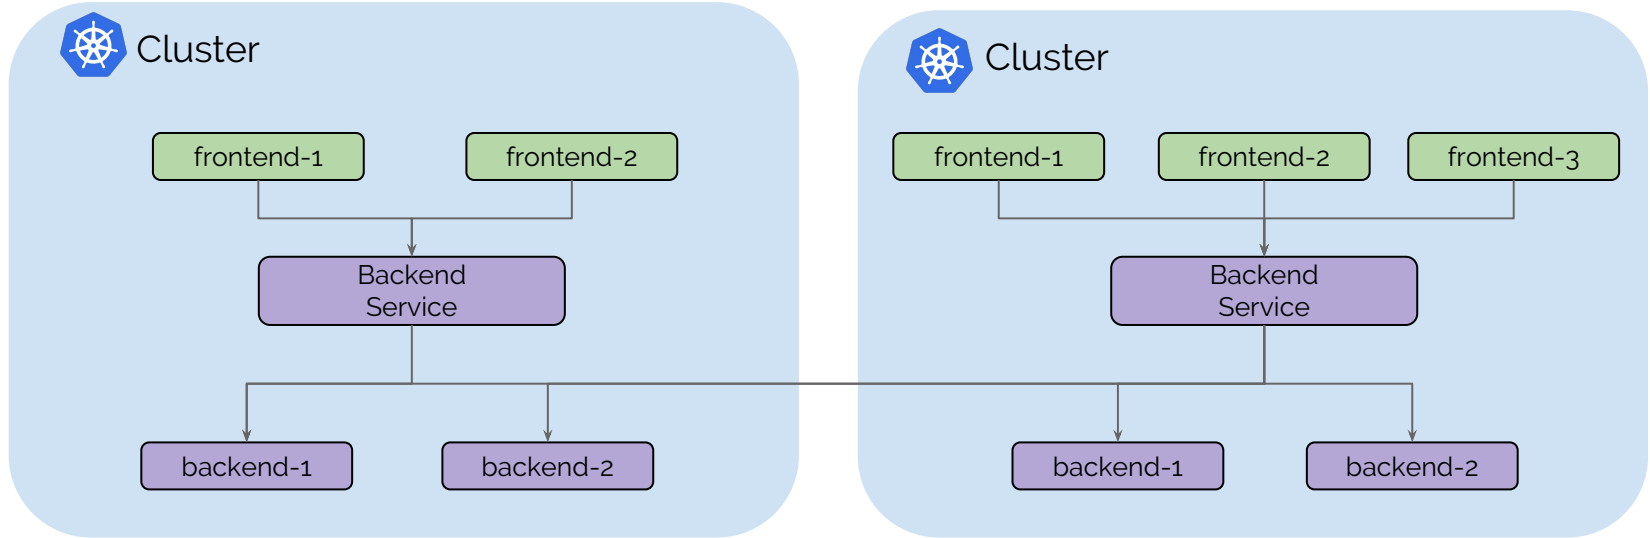 Cluster
frontend-1
frontend-2
Backend
Service
backend-1
backend-2
Cluster
frontend-1
frontend-2
frontend-3
Backend
Service
backend-1
backend-2